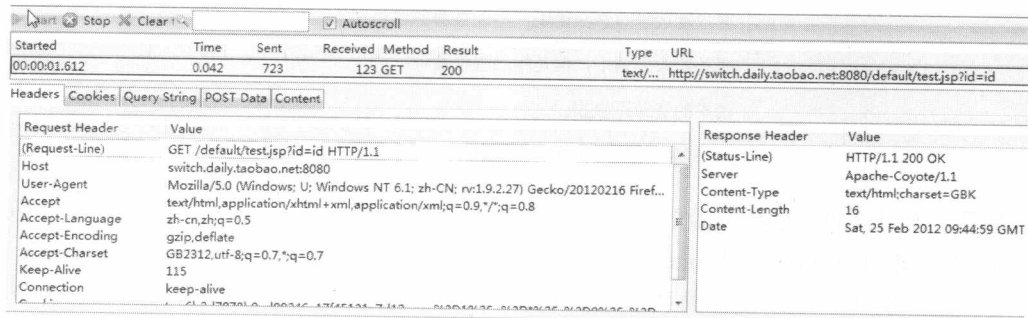 Start Stop Clear Autoscroll
Started Time Sent Received Method Result Type URL
00:00:01.612 0.042 723 123 GET 200 text/... http://switch.daily.taobao.net:8080/default/test.jsp?id=id
Headers Cookies Query String POST Data Content
Request Header Value
(Request-Line) GET /default/test.jsp?id=id HTTP/1.1
Host switch.daily.taobao.net:8080
User-Agent Mozilla/5.0 (Windows; U; Windows NT 6.1; zh-CN; rv:1.9.2.27) Gecko/20120216 Firef...
Accept text/html,application/xhtml+xml,application/xml;q=0.9,*/*;q=0.8
Accept-Language zh-cn,zh;q=0.5
Accept-Encoding gzip,deflate
Accept-Charset GB2312,utf-8;q=0.7,*;q=0.7
Keep-Alive 115
Connection keep-alive
Response Header Value
(Status-Line) HTTP/1.1 200 OK
Server Apache-Coyote/1.1
Content-Type text/html;charset=GBK
Content-Length 16
Date Sat, 25 Feb 2012 09:44:59 GMT